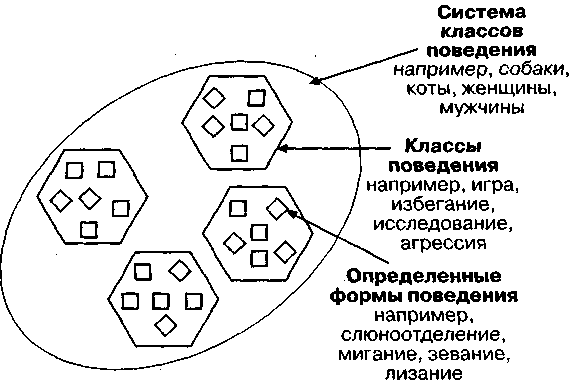 Система
классов
поведения
например, собаки,
коты, женщины,
мужчины
Классы
поведения
например, игра,
избегание,
исследование,
агрессия
Определенные
формы поведения
например,
слюноотделение,
мигание, зевание,
лизание